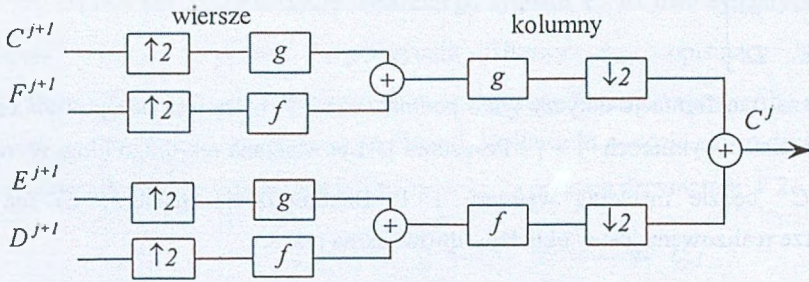 wiersze kolumny
C^{j+1} ↑2 g + g ↓2
F^{j+1} ↑2 f
C^j +
E^{j+1} ↑2 g + f ↓2
D^{j+1} ↑2 f